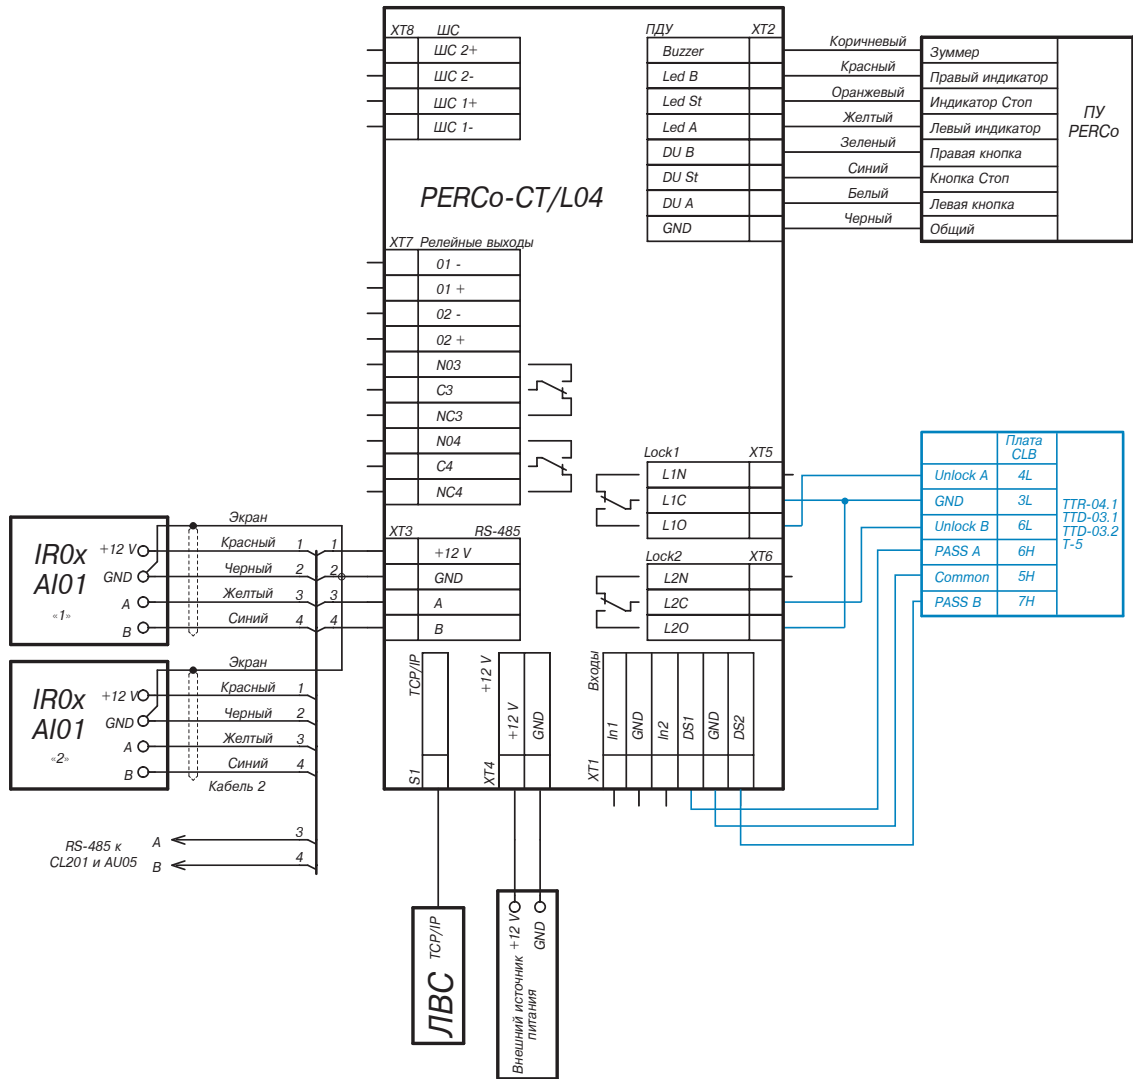 XT8 ШС
ШС 2+
ШС 2-
ШС 1+
ШС 1-
ПДУ XT2
Buzzer
Led B
Led St
Led A
DU B
DU St
DU A
GND
Коричневый
Красный
Оранжевый
Желтый
Зеленый
Синий
Белый
Черный
Зуммер
Правый индикатор
Индикатор Стоп
Левый индикатор
Правая кнопка
Кнопка Стоп
Левая кнопка
Общий
ПУ
PERCo
PERCo-CT/L04
XT7 Релейные выходы
01 -
01 +
02 -
02 +
N03
C3
NC3
N04
C4
NC4
Lock1 XT5
L1N
L1C
L1O
Lock2 XT6
L2N
L2C
L2O
Плата
CLB
Unlock A 4L
GND 3L
Unlock B 6L
PASS A 6H
Common 5H
PASS B 7H
TTR-04.1
TTD-03.1
TTD-03.2
T-5
XT3 RS-485
+12 V
GND
A
B
IR0x
AI01
«1»
+12 V
GND
A
B
Экран
Красный 1 1
Черный 2 2
Желтый 3 3
Синий 4 4
IR0x
AI01
«2»
+12 V
GND
A
B
Экран
Красный 1
Черный 2
Желтый 3
Синий 4
Кабель 2
RS-485 к
CL201 и AU05
A 3
B 4
TCP/IP
S1
+12 V
XT4
+12 V
GND
Входы
XT1
In1
GND
In2
DS1
GND
DS2
ЛВС TCP/IP
Внешний источник
питания
+12 V
GND